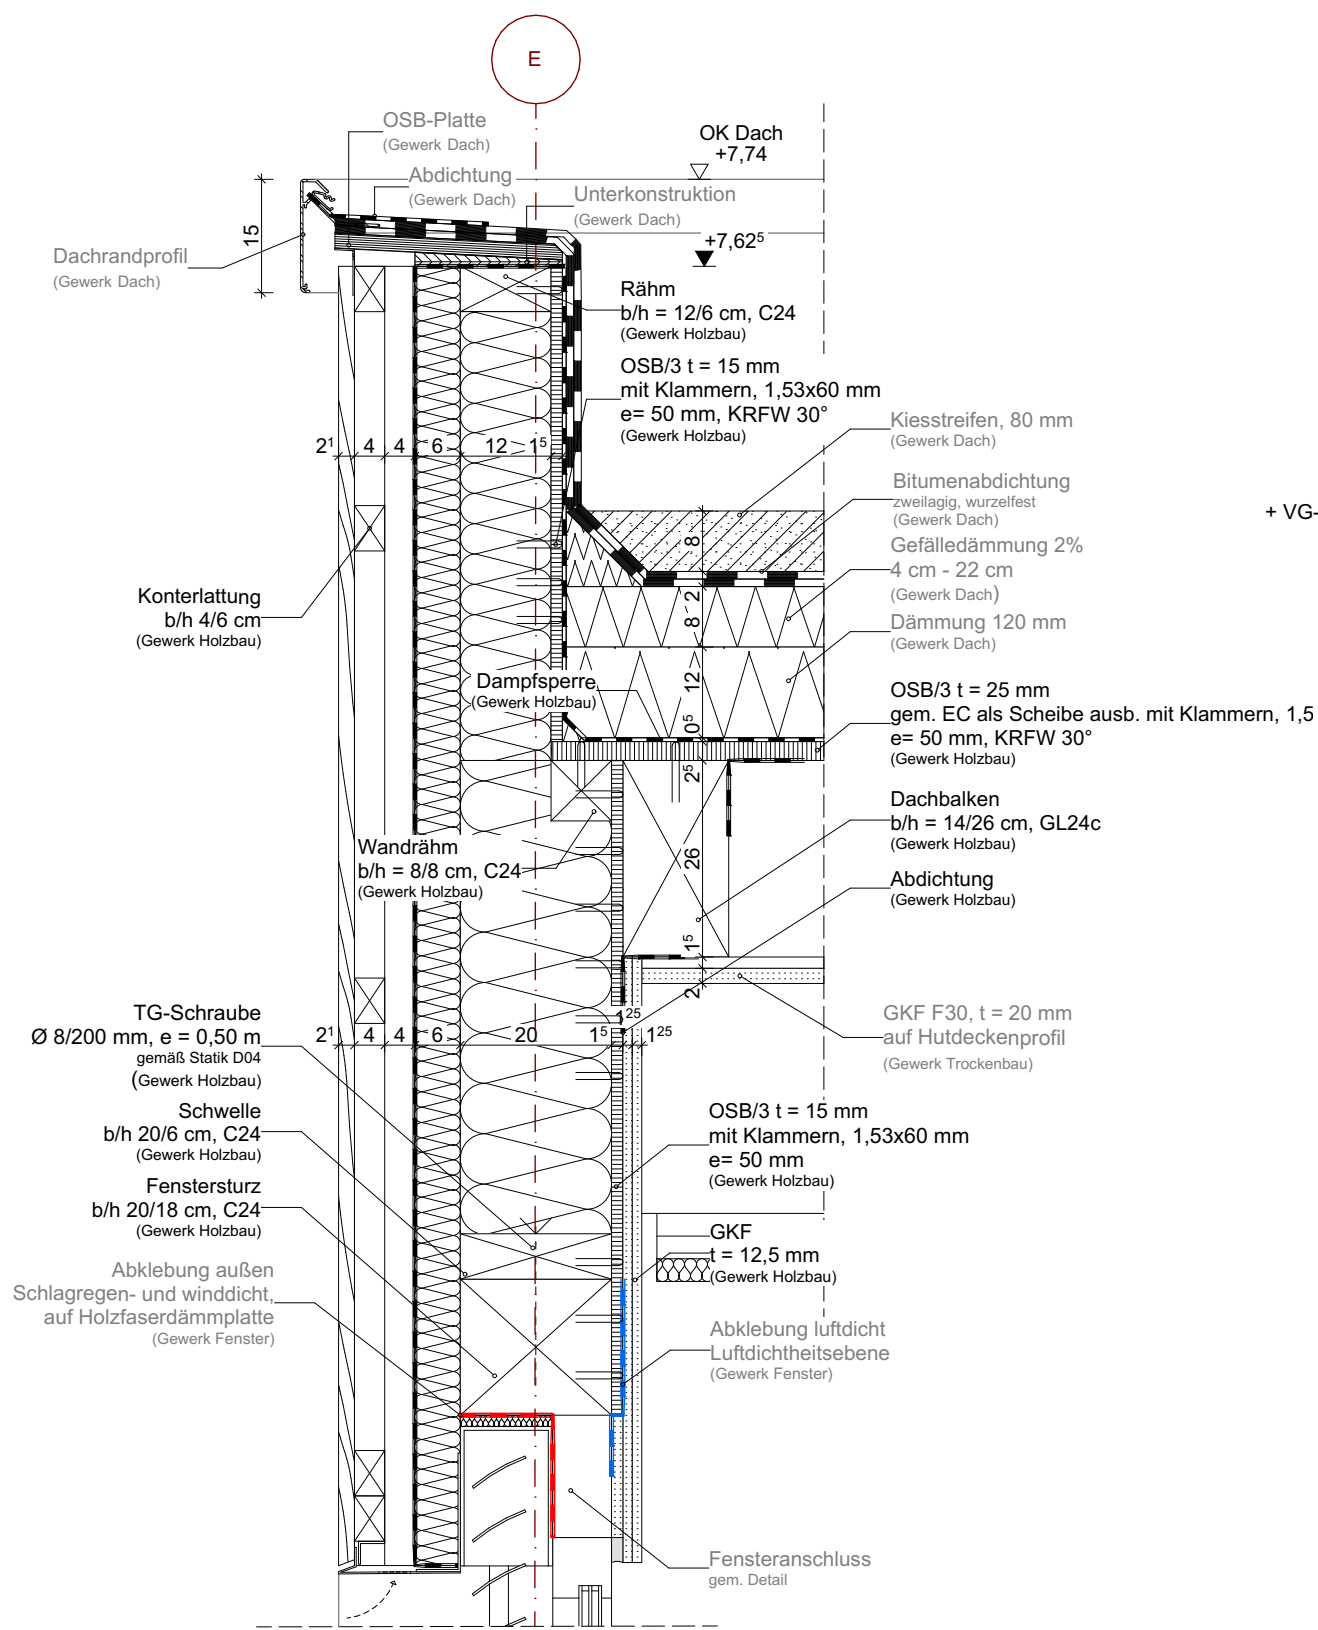 E
OSB-Platte
(Gewerk Dach)
OK Dach
+7,74
Abdichtung
(Gewerk Dach)
Unterkonstruktion
(Gewerk Dach)
15
+7,62⁵
Dachrandprofil
(Gewerk Dach)
Rähm
b/h = 12/6 cm, C24
(Gewerk Holzbau)
OSB/3 t = 15 mm
mit Klammern, 1,53x60 mm
e= 50 mm, KRFW 30°
(Gewerk Holzbau)
2¹ 4 4 6 12 1⁵
Kiesstreifen, 80 mm
(Gewerk Dach)
Bitumenabdichtung
zweilagig, wurzelfest
(Gewerk Dach)
+ VG-
Gefälledämmung 2%
4 cm - 22 cm
(Gewerk Dach)
Dämmung 120 mm
(Gewerk Dach)
8
2
8
12
0⁵
2⁵
26
1⁵
2
Konterlattung
b/h 4/6 cm
(Gewerk Holzbau)
Dampfsperre
(Gewerk Holzbau)
OSB/3 t = 25 mm
gem. EC als Scheibe ausb. mit Klammern, 1,5
e= 50 mm, KRFW 30°
(Gewerk Holzbau)
Dachbalken
b/h = 14/26 cm, GL24c
(Gewerk Holzbau)
Wandrähm
b/h = 8/8 cm, C24
(Gewerk Holzbau)
Abdichtung
(Gewerk Holzbau)
GKF F30, t = 20 mm
auf Hutdeckenprofil
(Gewerk Trockenbau)
TG-Schraube
Ø 8/200 mm, e = 0,50 m
gemäß Statik D04
(Gewerk Holzbau)
1²⁵
2¹ 4 4 6 20 1⁵ 1²⁵
Schwelle
b/h 20/6 cm, C24
(Gewerk Holzbau)
OSB/3 t = 15 mm
mit Klammern, 1,53x60 mm
e= 50 mm
(Gewerk Holzbau)
Fenstersturz
b/h 20/18 cm, C24
(Gewerk Holzbau)
GKF
t = 12,5 mm
(Gewerk Holzbau)
Abklebung außen
Schlagregen- und winddicht,
auf Holzfaserdämmplatte
(Gewerk Fenster)
Abklebung luftdicht
Luftdichtheitsebene
(Gewerk Fenster)
Fensteranschluss
gem. Detail